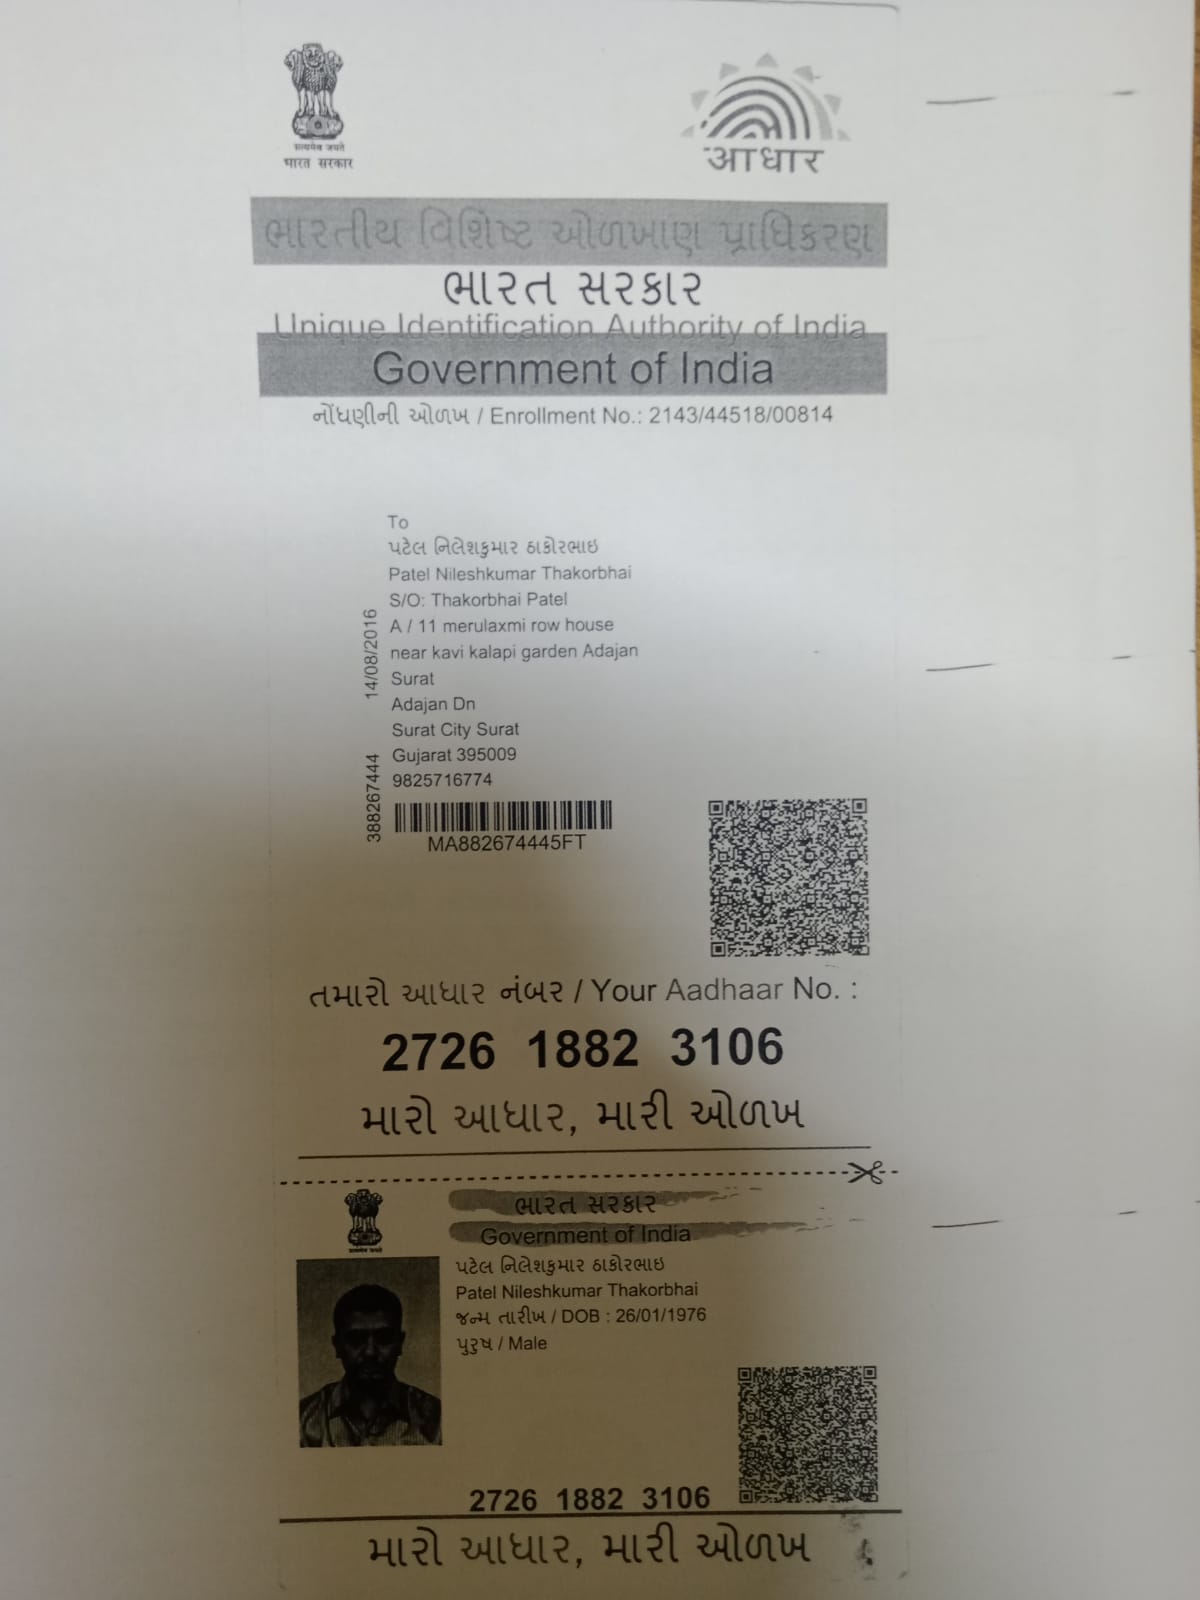 सत्यमेव जयते
भारत सरकार
आधार
ભારતીય વિશિષ્ટ ઓળખાણ પ્રાધિકરણ
ભારત સરકાર
Unique Identification Authority of India
Government of India
નોંધણીની ઓળખ / Enrollment No.: 2143/44518/00814
To
પટેલ નિલેશકુમાર ઠાકોરભાઇ
Patel Nileshkumar Thakorbhai
S/O: Thakorbhai Patel
A / 11 merulaxmi row house
near kavi kalapi garden Adajan
Surat
Adajan Dn
Surat City Surat
Gujarat 395009
9825716774
14/08/2016
388267444
MA882674445FT
તમારો આધાર નંબર / Your Aadhaar No. :
2726 1882 3106
મારો આધાર, મારી ઓળખ
सत्यमेव जयते
ભારત સરકાર
Government of India
પટેલ નિલેશકુમાર ઠાકોરભાઇ
Patel Nileshkumar Thakorbhai
જન્મ તારીખ / DOB : 26/01/1976
પુરુષ / Male
2726 1882 3106
મારો આધાર, મારી ઓળખ